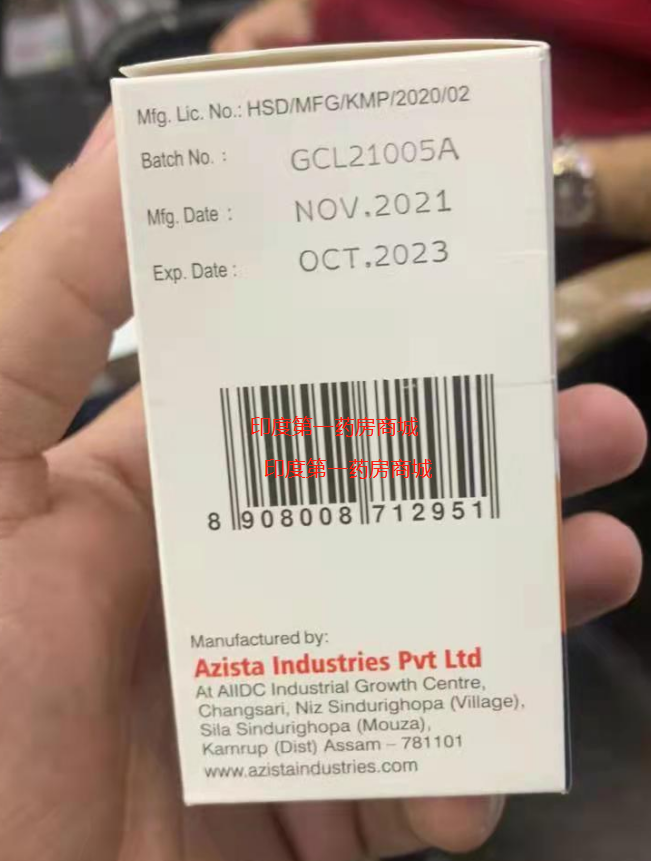 Mfg. Lic. No.: HSD/MFG/KMP/2020/02
Batch No. : GCL21005A
Mfg. Date : NOV.2021
Exp. Date : OCT.2023
印度第一药房商城
印度第一药房商城
8 908008 712951
Manufactured by:
Azista Industries Pvt Ltd
At AIIDC Industrial Growth Centre,
Changsari, Niz Sindurighopa (Village),
Sila Sindurighopa (Mouza),
Kamrup (Dist) Assam – 781101
www.azistaindustries.com